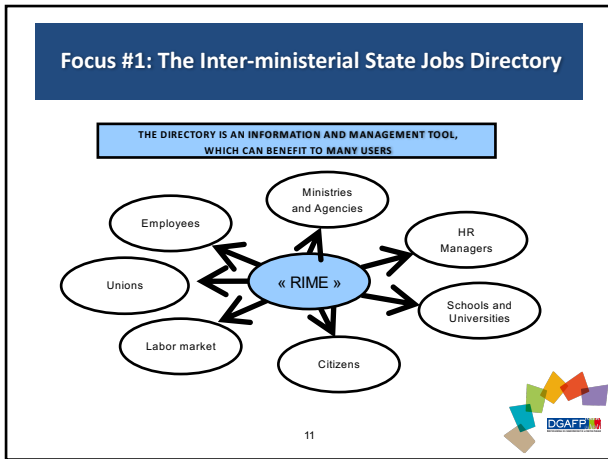 Focus #1: The Inter-ministerial State Jobs Directory
THE DIRECTORY IS AN INFORMATION AND MANAGEMENT TOOL,
WHICH CAN BENEFIT TO MANY USERS
Ministries
and Agencies
Employees
HR
Managers
« RIME »
Unions
Schools and
Universities
Labor market
Citizens
11
DGAFP